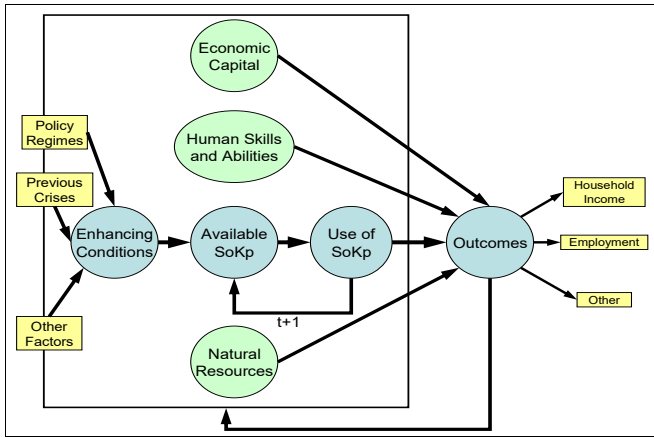 Economic
Capital
Human Skills
and Abilities
Policy
Regimes
Previous
Crises
Enhancing
Conditions
Available
SoKp
Use of
SoKp
Outcomes
Household
Income
Employment
Other
Other
Factors
t+1
Natural
Resources